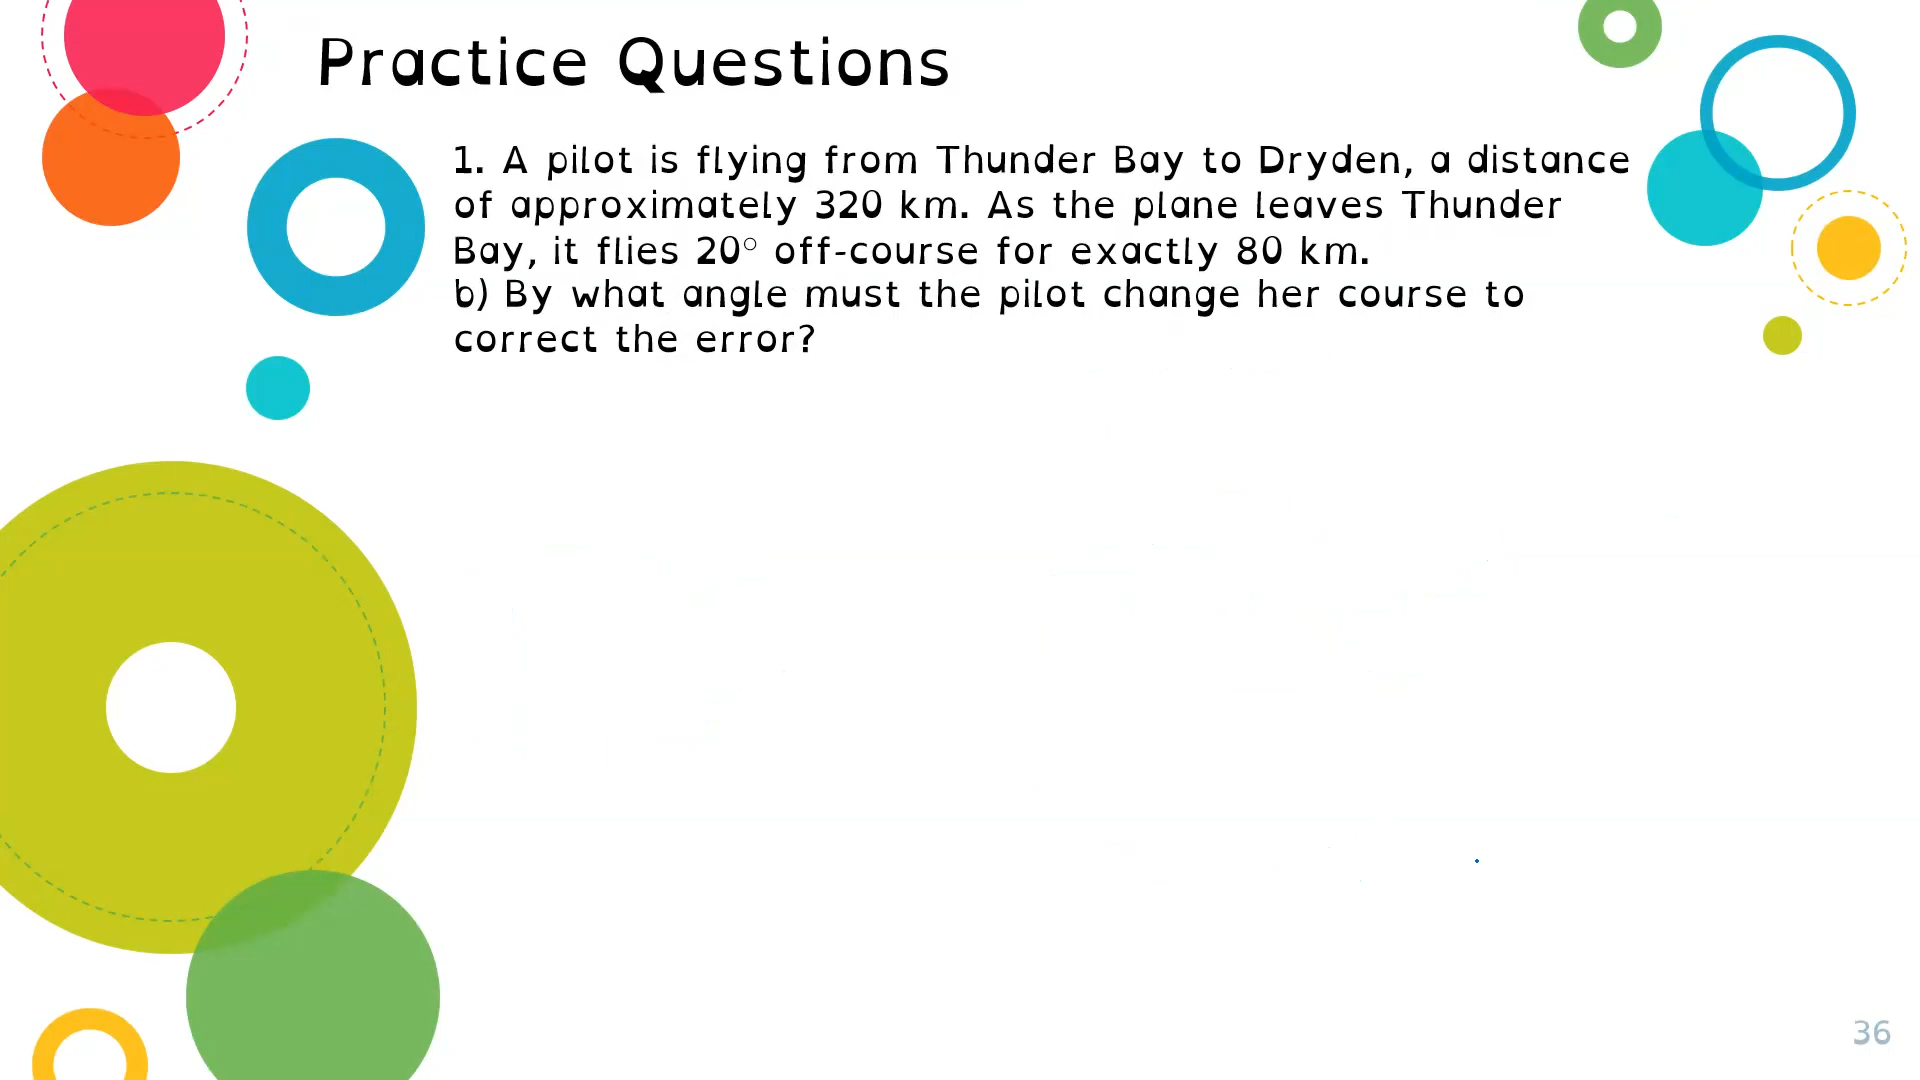 Practice Questions
1. A pilot is flying from Thunder Bay to Dryden, a distance
of approximately 320 km. As the plane leaves Thunder
Bay, it flies 20° off-course for exactly 80 km.
b) By what angle must the pilot change her course to
correct the error?
36